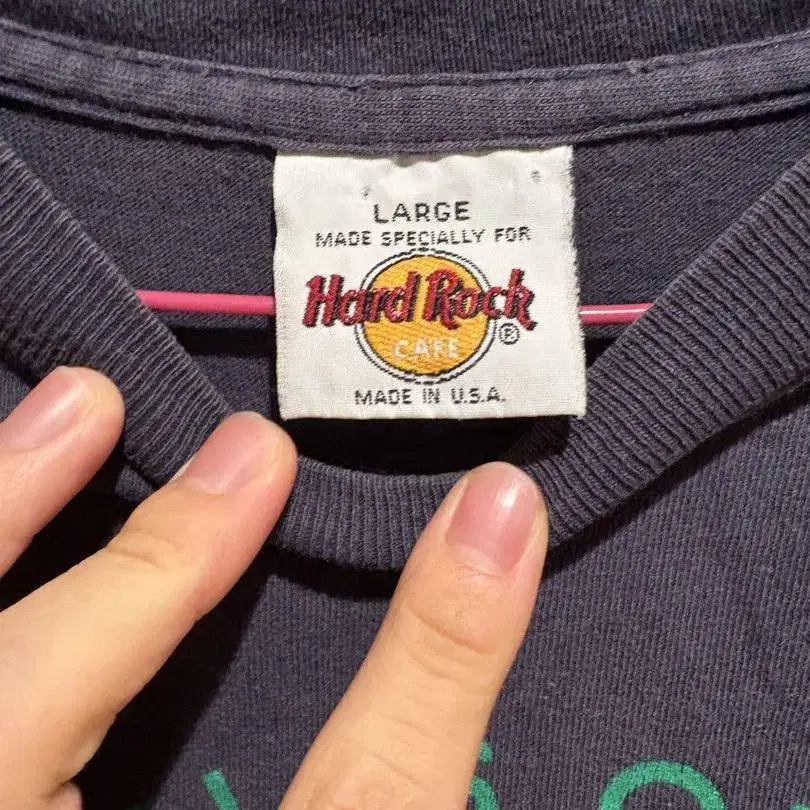 LARGE
MADE SPECIALLY FOR
Hard Rock
CAFE ®
MADE IN U.S.A.